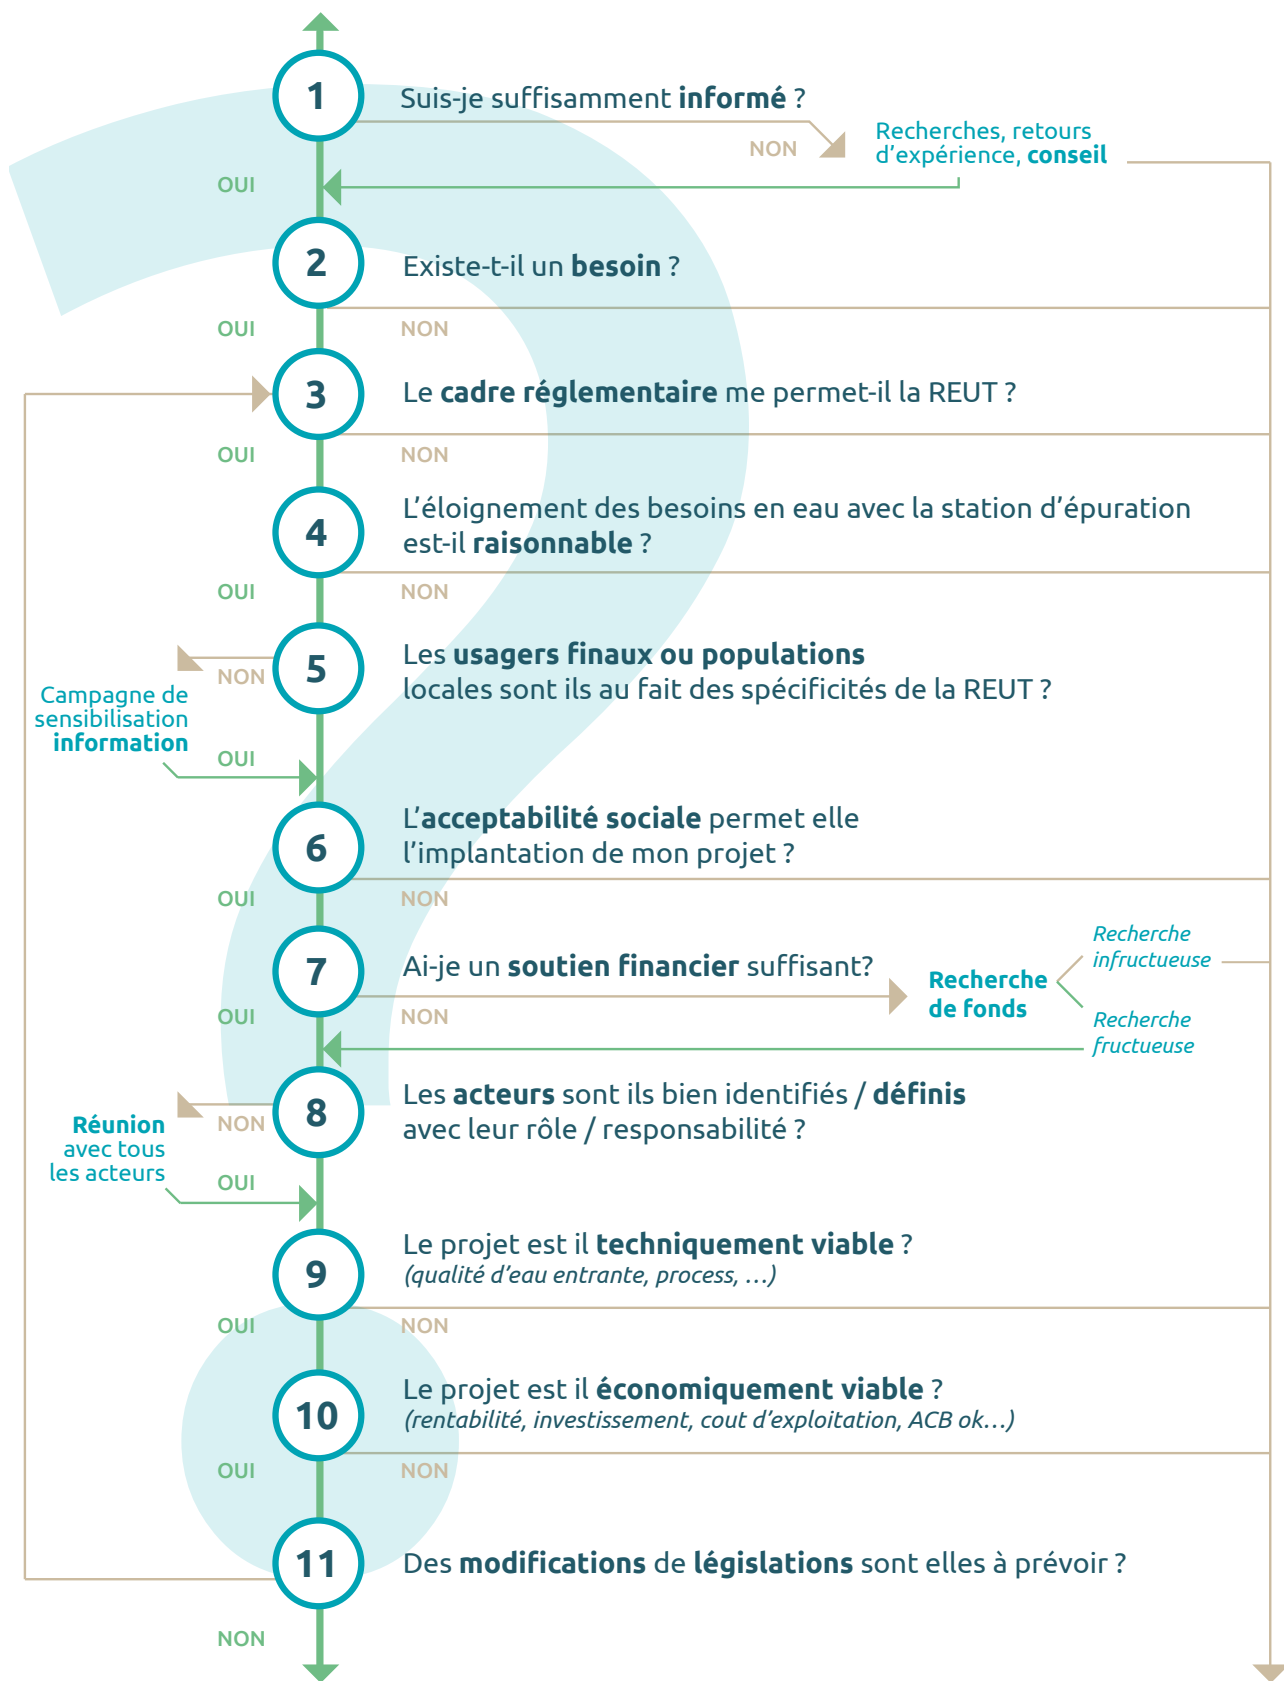 1
Suis-je suffisamment informé ?
NON
Recherches, retours
d’expérience, conseil
OUI
2
Existe-t-il un besoin ?
OUI
NON
3
Le cadre réglementaire me permet-il la REUT ?
OUI
NON
4
L’éloignement des besoins en eau avec la station d’épuration
est-il raisonnable ?
OUI
NON
5
Les usagers finaux ou populations
locales sont ils au fait des spécificités de la REUT ?
NON
Campagne de
sensibilisation
information
OUI
6
L’acceptabilité sociale permet elle
l’implantation de mon projet ?
OUI
NON
7
Ai-je un soutien financier suffisant?
Recherche
de fonds
Recherche
infructueuse
Recherche
fructueuse
OUI
NON
8
Les acteurs sont ils bien identifiés / définis
avec leur rôle / responsabilité ?
NON
Réunion
avec tous
les acteurs
OUI
9
Le projet est il techniquement viable ?
(qualité d’eau entrante, process, …)
OUI
NON
10
Le projet est il économiquement viable ?
(rentabilité, investissement, cout d’exploitation, ACB ok…)
OUI
NON
11
Des modifications de législations sont elles à prévoir ?
NON